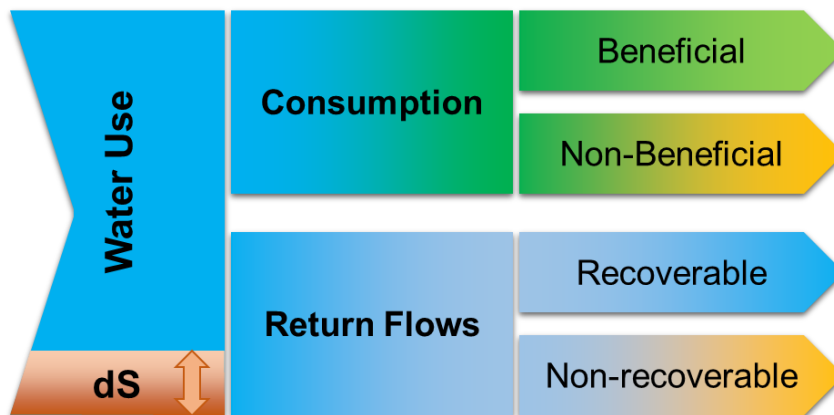 Water Use
dS
Consumption
Beneficial
Non-Beneficial
Return Flows
Recoverable
Non-recoverable